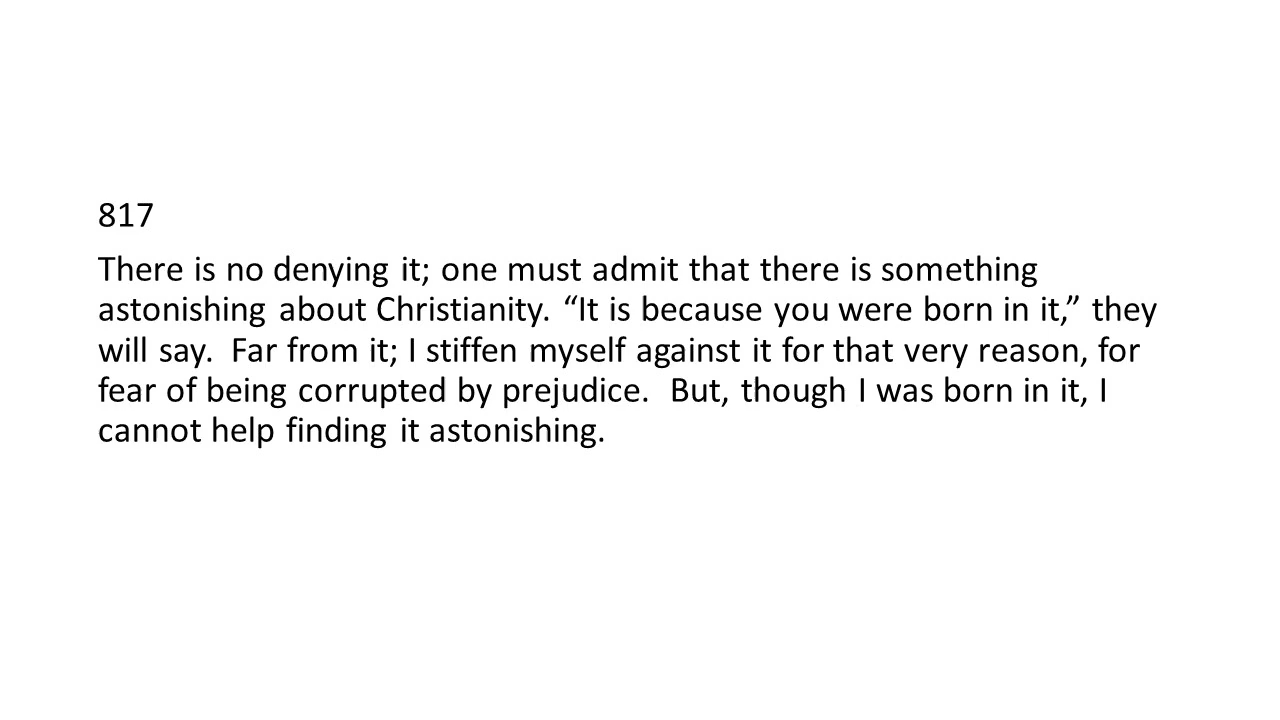 817
There is no denying it; one must admit that there is something
astonishing about Christianity. “It is because you were born in it,” they
will say.  Far from it; I stiffen myself against it for that very reason, for
fear of being corrupted by prejudice.  But, though I was born in it, I
cannot help finding it astonishing.